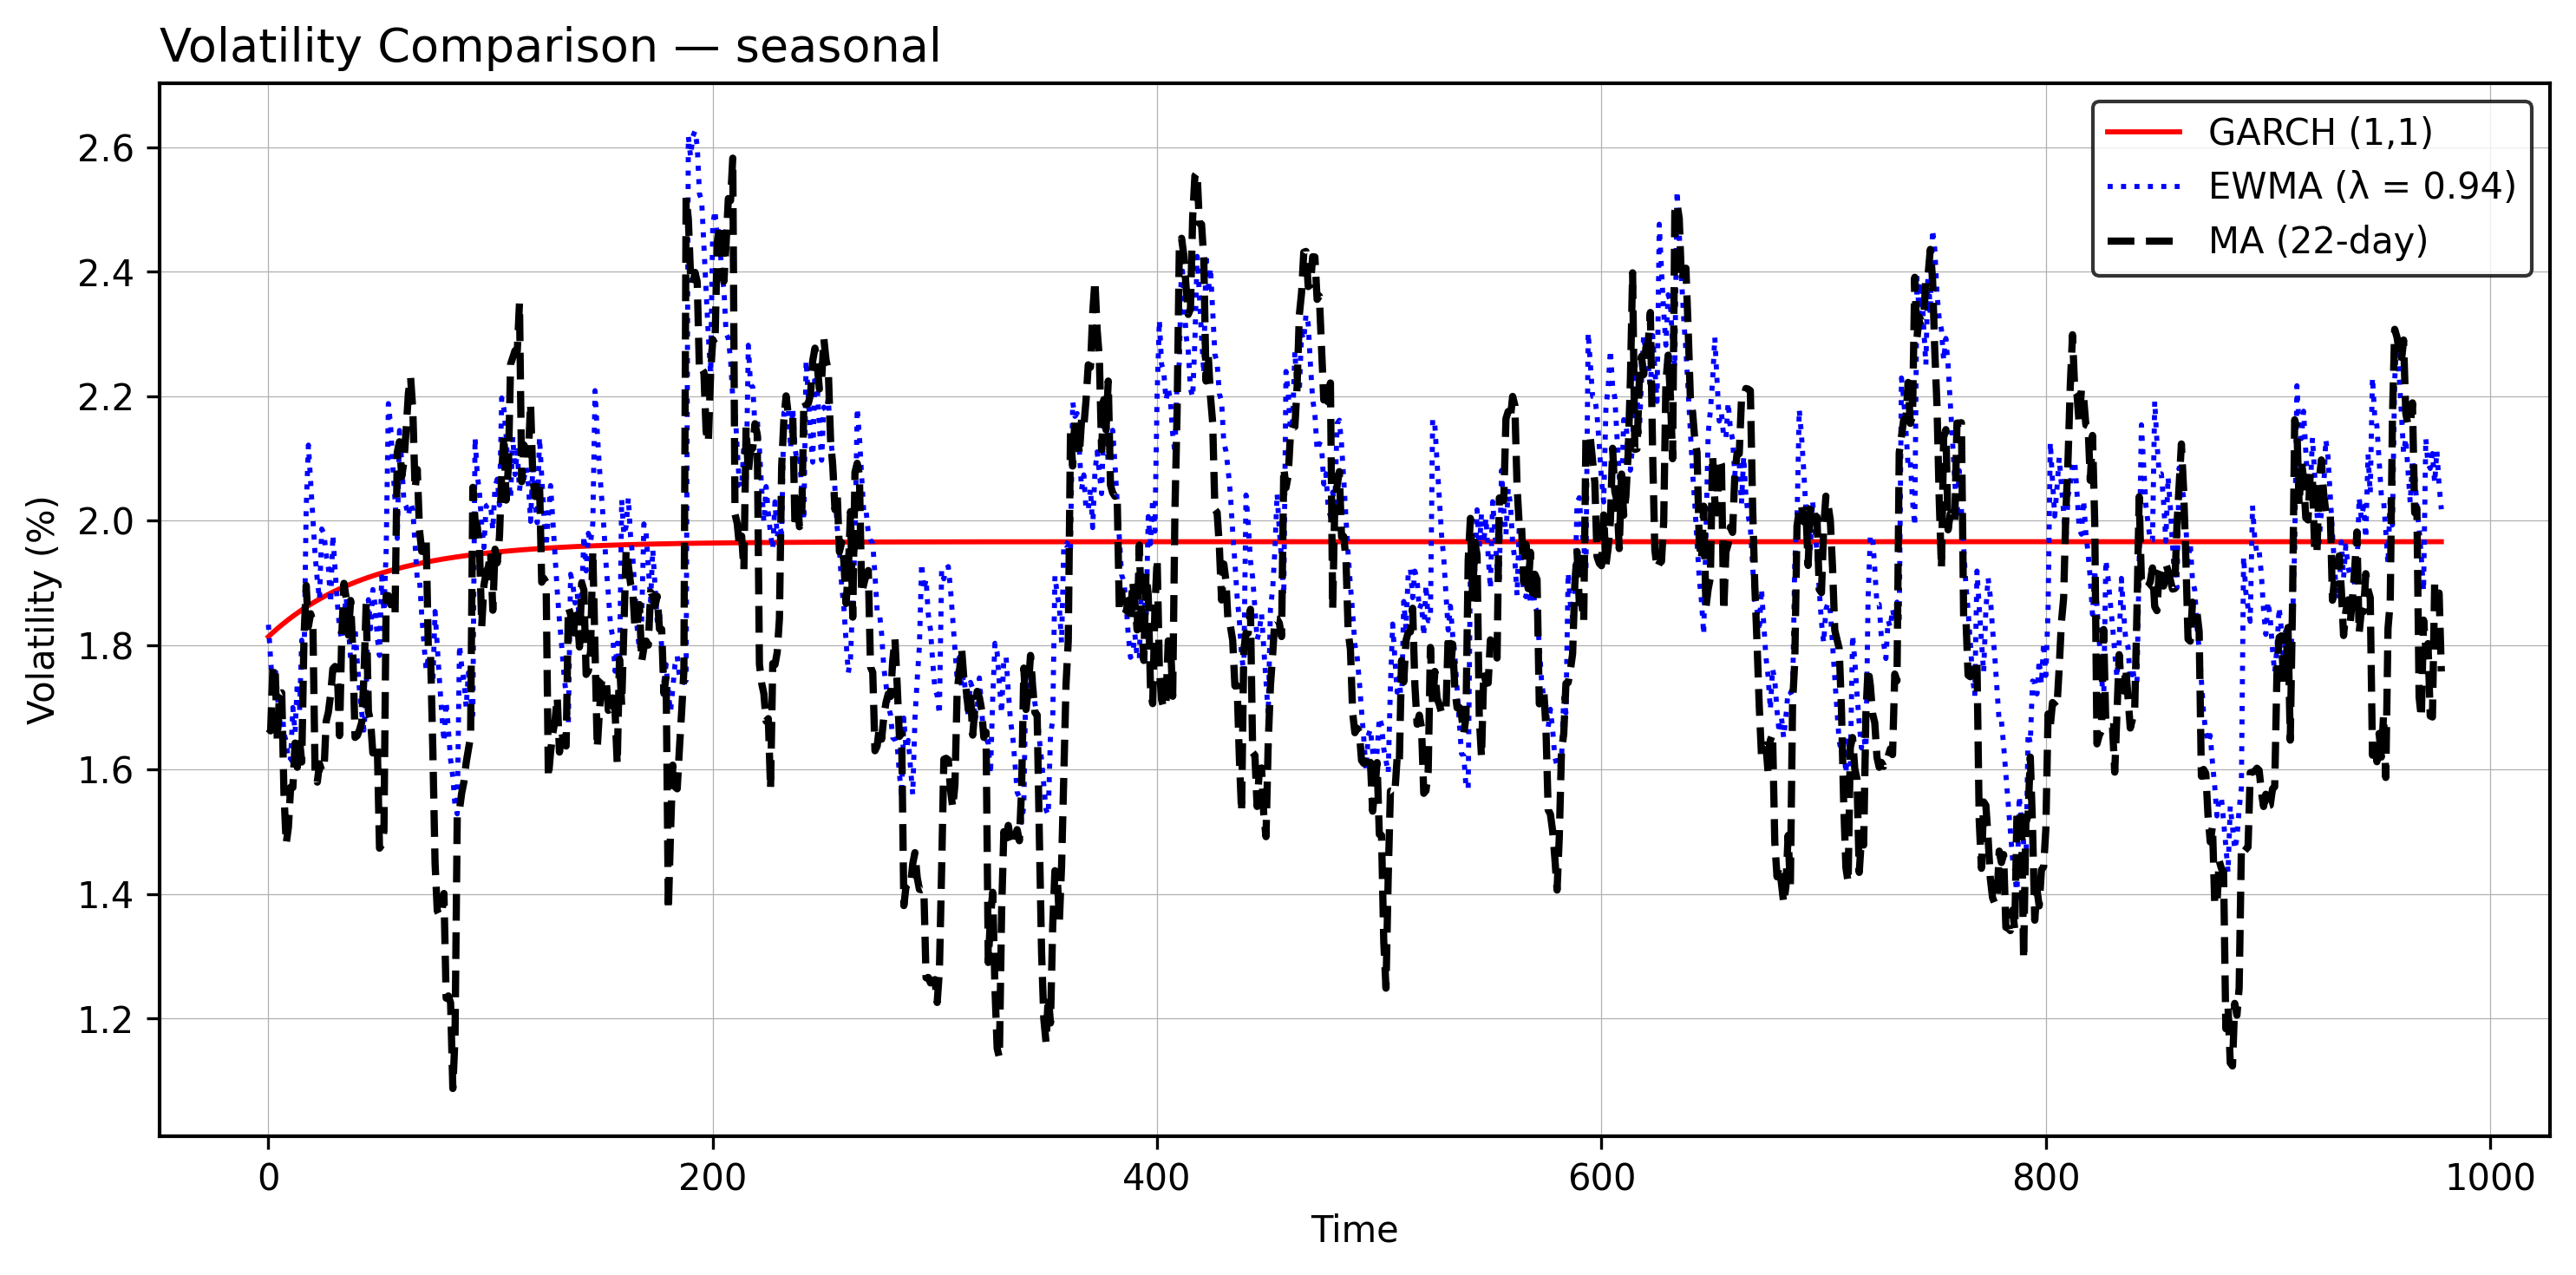 Volatility Comparison — seasonal
GARCH (1,1)
EWMA (λ = 0.94)
MA (22-day)
Volatility (%)
2.6
2.4
2.2
2.0
1.8
1.6
1.4
1.2
0 200 400 600 800 1000
Time